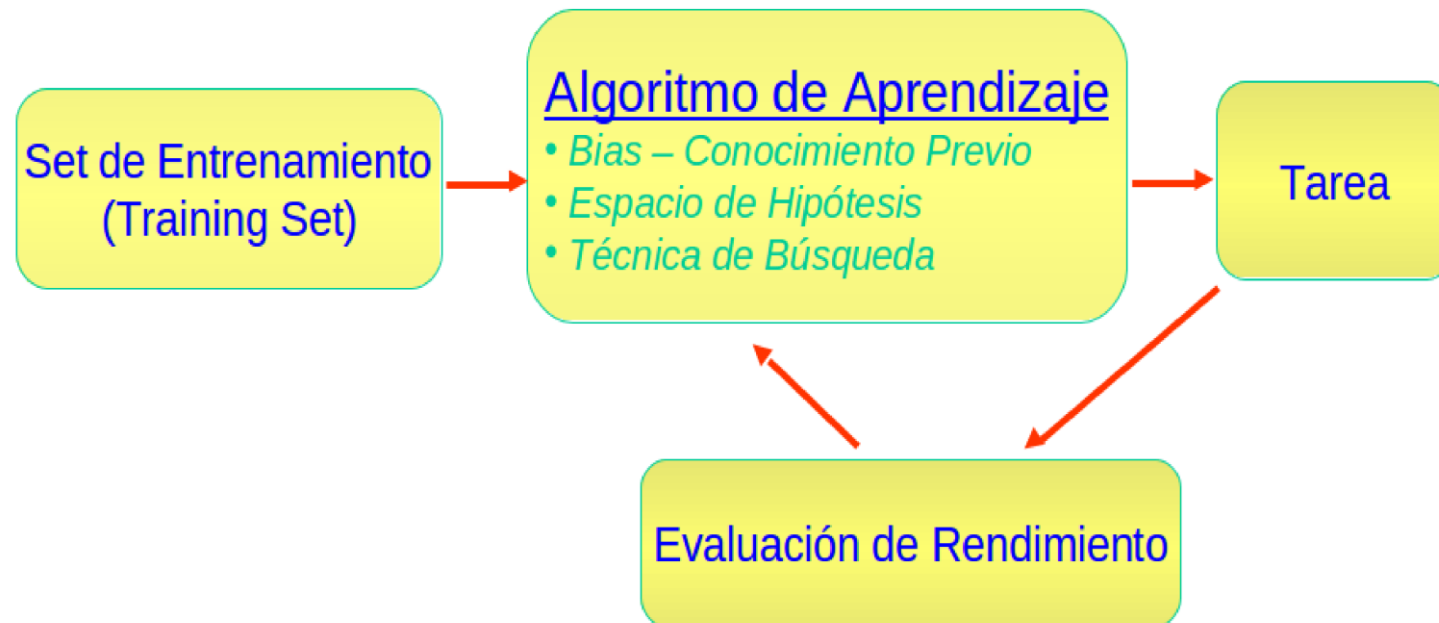 Set de Entrenamiento
(Training Set)
Algoritmo de Aprendizaje
• Bias – Conocimiento Previo
• Espacio de Hipótesis
• Técnica de Búsqueda
Tarea
Evaluación de Rendimiento